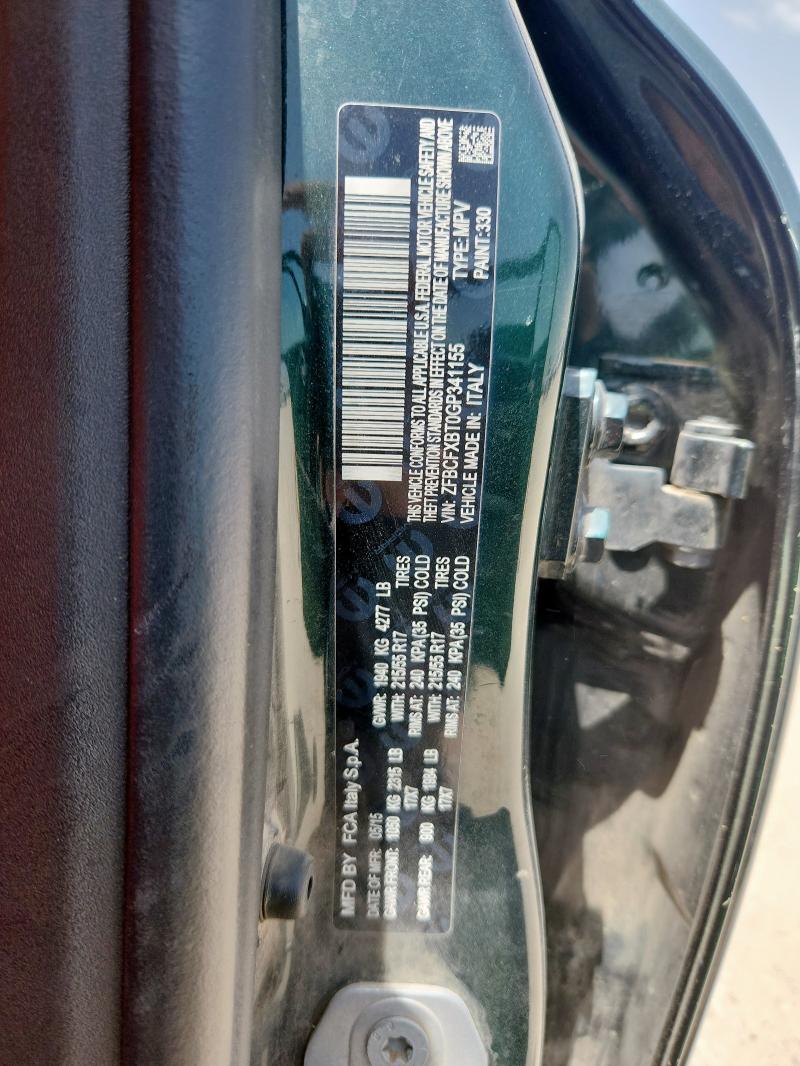 MFD BY FCA Italy S.p.A.
DATE OF MFR: 05/15 GVWR: 1940 KG 4277 LB
GAWR FRONT: 1050 KG 2315 LB WITH: 215/55 R17 TIRES
17X7 RIMS AT: 240 KPA(35 PSI) COLD
GAWR REAR: 900 KG 1984 LB WITH: 215/55 R17 TIRES
17X7 RIMS AT: 240 KPA(35 PSI) COLD
THIS VEHICLE CONFORMS TO ALL APPLICABLE U.S.A. FEDERAL MOTOR VEHICLE SAFETY AND
THEFT PREVENTION STANDARDS IN EFFECT ON THE DATE OF MANUFACTURE SHOWN ABOVE
VIN: ZFBCFXBT0GP341155 TYPE:MPV
VEHICLE MADE IN: ITALY PAINT:330